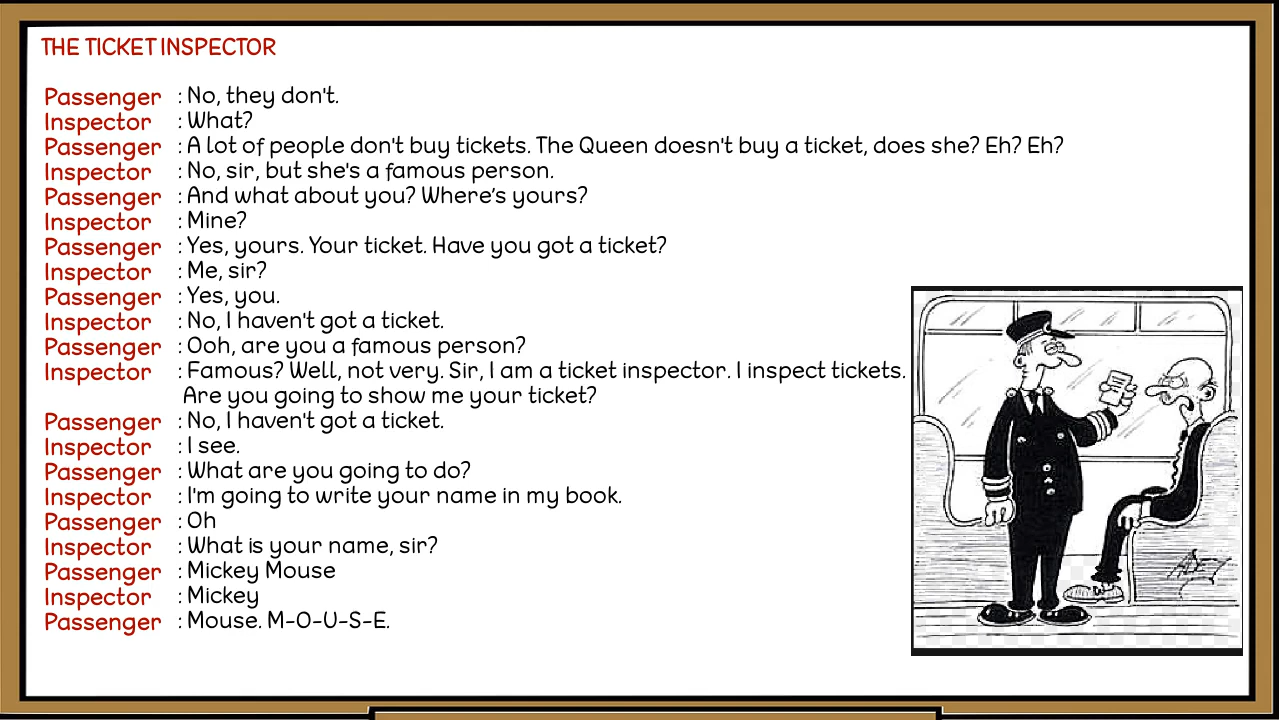 THE TICKET INSPECTOR
Passenger : No, they don't.
Inspector : What?
Passenger : A lot of people don't buy tickets. The Queen doesn't buy a ticket, does she? Eh? Eh?
Inspector : No, sir, but she's a famous person.
Passenger : And what about you? Where’s yours?
Inspector : Mine?
Passenger : Yes, yours. Your ticket. Have you got a ticket?
Inspector : Me, sir?
Passenger : Yes, you.
Inspector : No, I haven't got a ticket.
Passenger : Ooh, are you a famous person?
Inspector : Famous? Well, not very. Sir, I am a ticket inspector. I inspect tickets.
Are you going to show me your ticket?
Passenger : No, I haven't got a ticket.
Inspector : I see.
Passenger : What are you going to do?
Inspector : I'm going to write your name in my book.
Passenger : Oh
Inspector : What is your name, sir?
Passenger : Mickey Mouse
Inspector : Mickey
Passenger : Mouse. M-O-U-S-E.